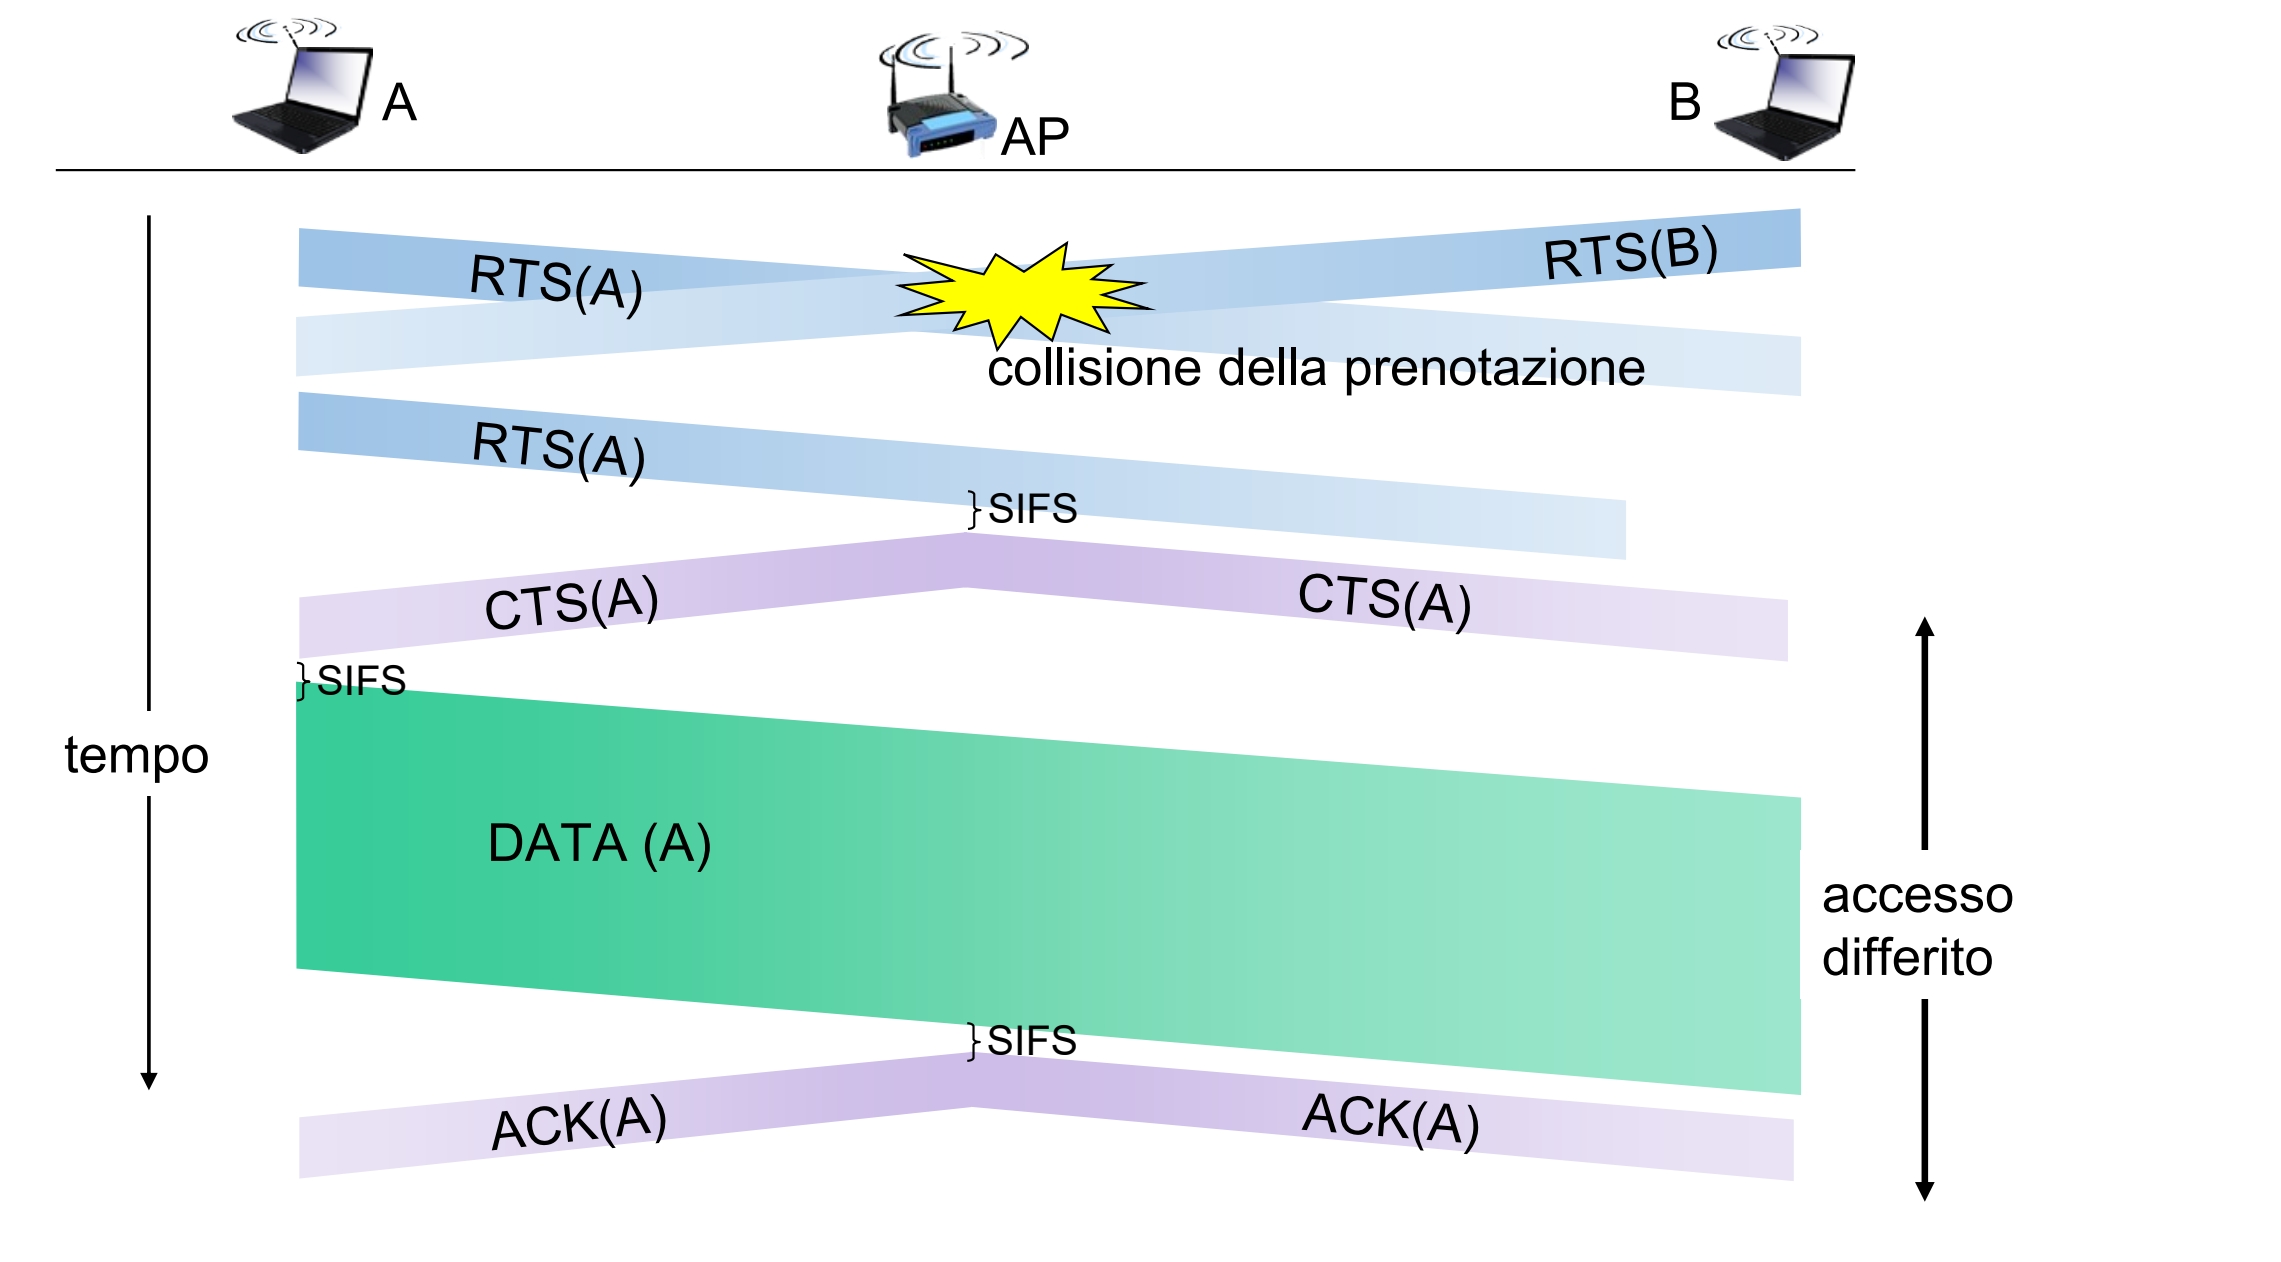 A
AP
B
RTS(A)
RTS(B)
collisione della prenotazione
RTS(A)
SIFS
CTS(A)
CTS(A)
SIFS
tempo
DATA (A)
accesso
differito
SIFS
ACK(A)
ACK(A)